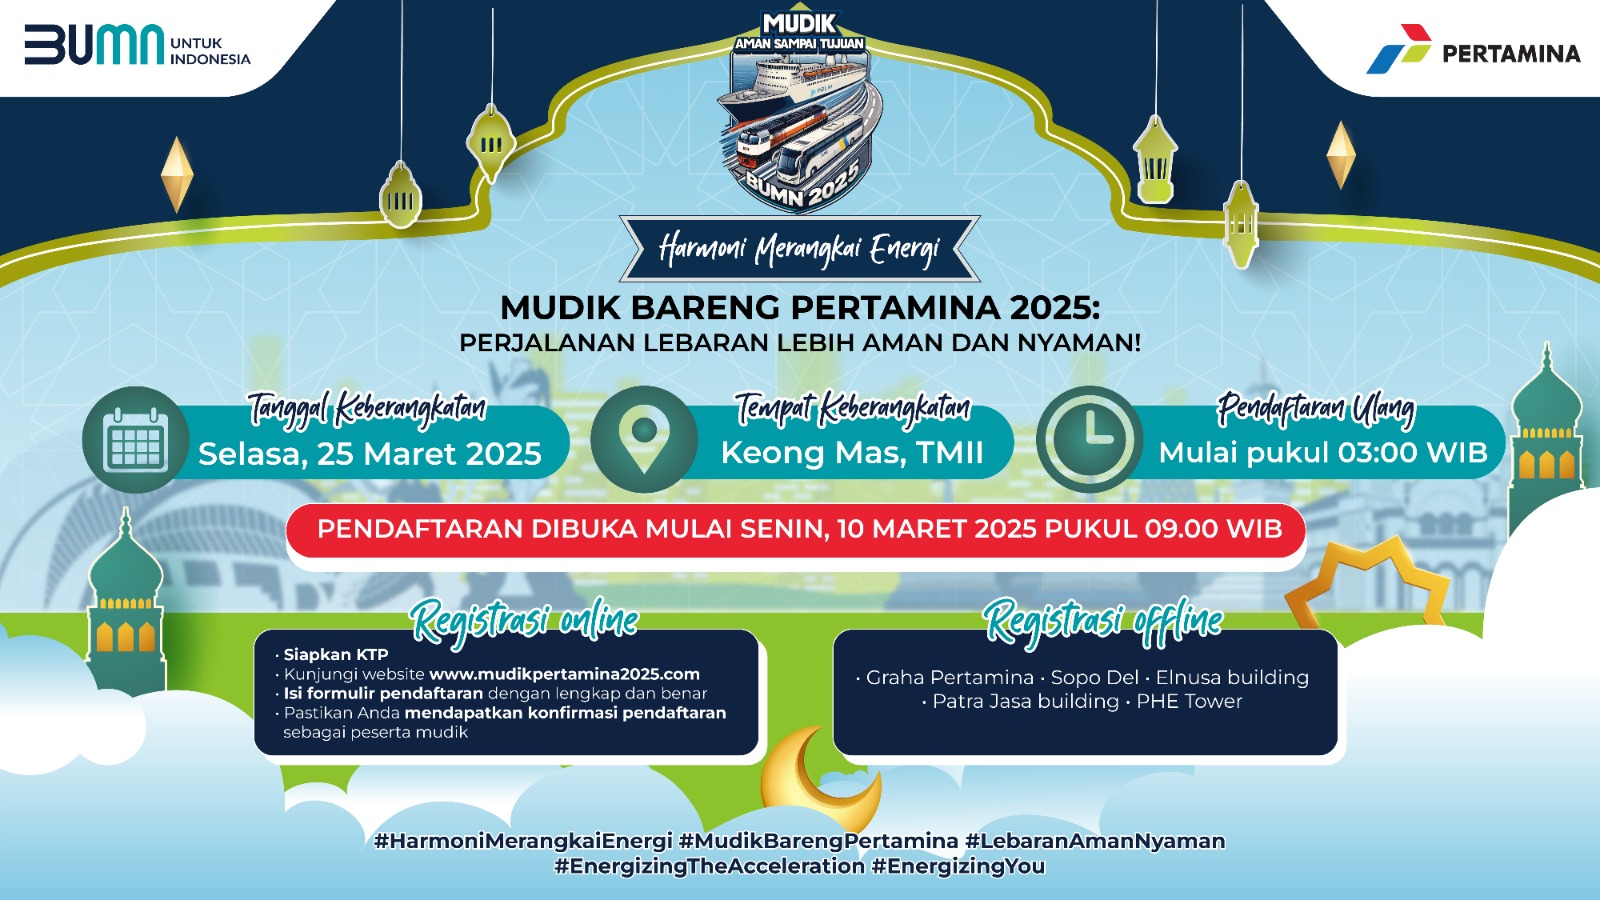 BUMN UNTUK
INDONESIA
MUDIK
AMAN SAMPAI TUJUAN
PELNI
BUMN 2025
PERTAMINA
Harmoni Merangkai Energi
MUDIK BARENG PERTAMINA 2025:
PERJALANAN LEBARAN LEBIH AMAN DAN NYAMAN!
Tanggal Keberangkatan
Selasa, 25 Maret 2025
Tempat Keberangkatan
Keong Mas, TMII
Pendaftaran Ulang
Mulai pukul 03:00 WIB
PENDAFTARAN DIBUKA MULAI SENIN, 10 MARET 2025 PUKUL 09.00 WIB
Registrasi online
· Siapkan KTP
· Kunjungi website www.mudikpertamina2025.com
· Isi formulir pendaftaran dengan lengkap dan benar
· Pastikan Anda mendapatkan konfirmasi pendaftaran
sebagai peserta mudik
Registrasi offline
· Graha Pertamina · Sopo Del · Elnusa building
· Patra Jasa building · PHE Tower
#HarmoniMerangkaiEnergi #MudikBarengPertamina #LebaranAmanNyaman
#EnergizingTheAcceleration #EnergizingYou